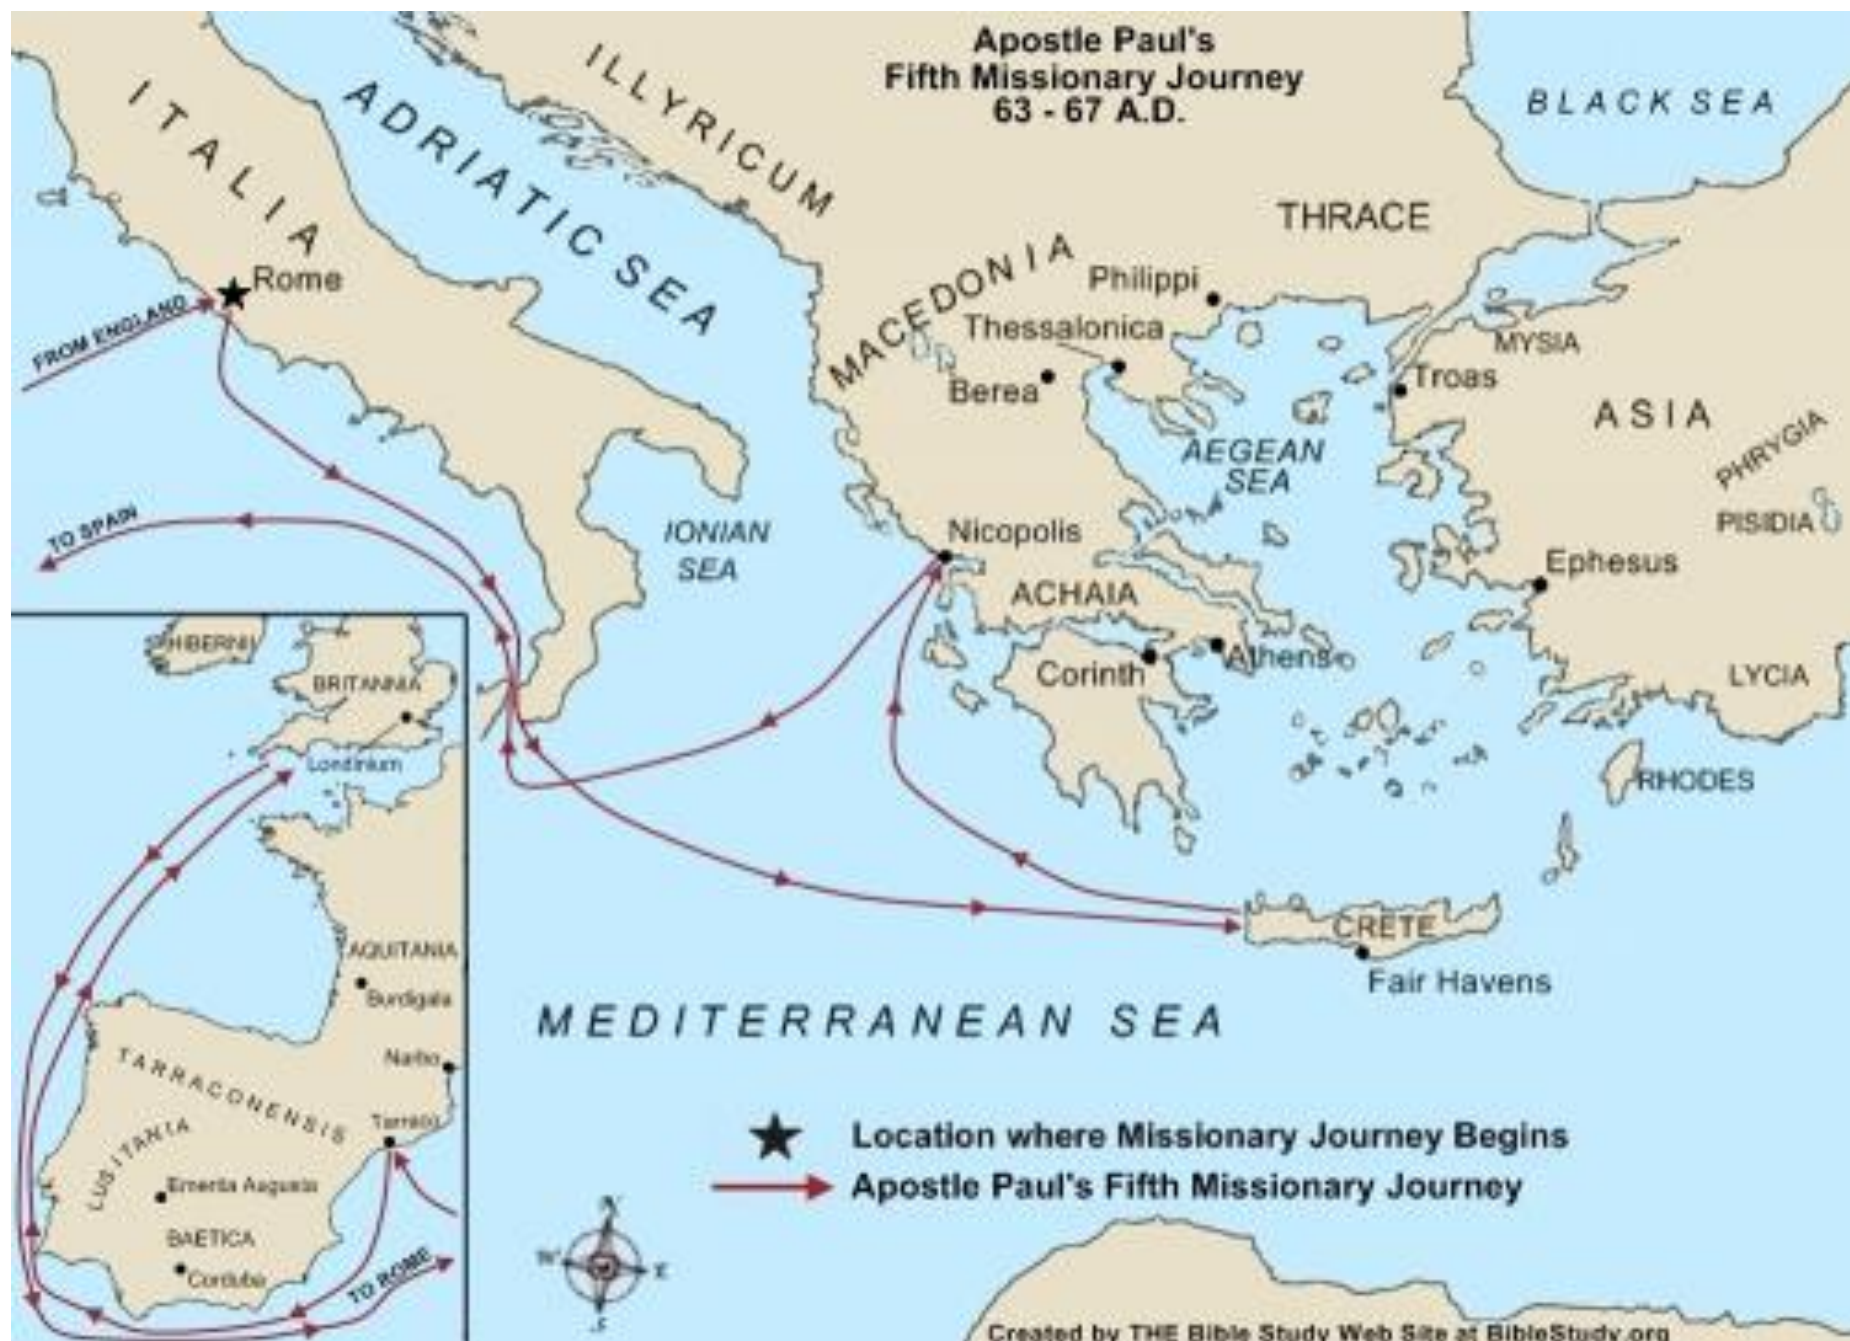 Apostle Paul's
Fifth Missionary Journey
63 - 67 A.D.
BLACK SEA
ILLYRICUM
ITALIA
ADRIATIC SEA
THRACE
MACEDONIA
Philippi
Rome
Thessalonica
FROM ENGLAND
MYSIA
Berea
Troas
ASIA
AEGEAN
SEA
PHRYGIA
TO SPAIN
IONIAN
SEA
Nicopolis
PISIDIA
Ephesus
ACHAIA
Athens
Corinth
LYCIA
RHODES
CRETE
Fair Havens
MEDITERRANEAN SEA
BRITANNIA
Londinium
AQUITANIA
Burdigala
Narbo
TARRACONENSIS
LUSITANIA
Emerita Augusta
BAETICA
Corduba
TO ROME
Location where Missionary Journey Begins
Apostle Paul's Fifth Missionary Journey
N
W
E
S
Created by THE Bible Study Web Site at BibleStudy.org